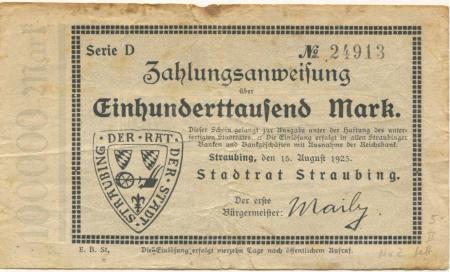 Serie D
№ 24913
Zahlungsanweisung
über
Einhunderttausend Mark.
Dieser Schein gelangt zur Ausgabe unter der Haftung des unter-
fertigten Stadtrates. Die Einlösung erfolgt in allen Straubinger
Banken und Bankgeschäften mit Ausnahme der Reichsbank.
Straubing, den 15. August 1923.
Stadtrat Straubing.
Der erste
Bürgermeister:
DER RAT DER STADT STRAUBING
E. B. St.
Die Einlösung erfolgt vierzehn Tage nach öffentlichem Aufruf.